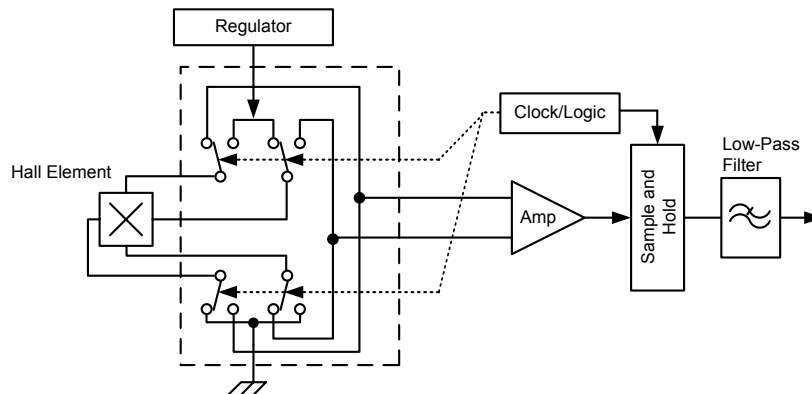 Regulator
Clock/Logic
Low-Pass
Filter
Hall Element
Amp
Sample and
Hold